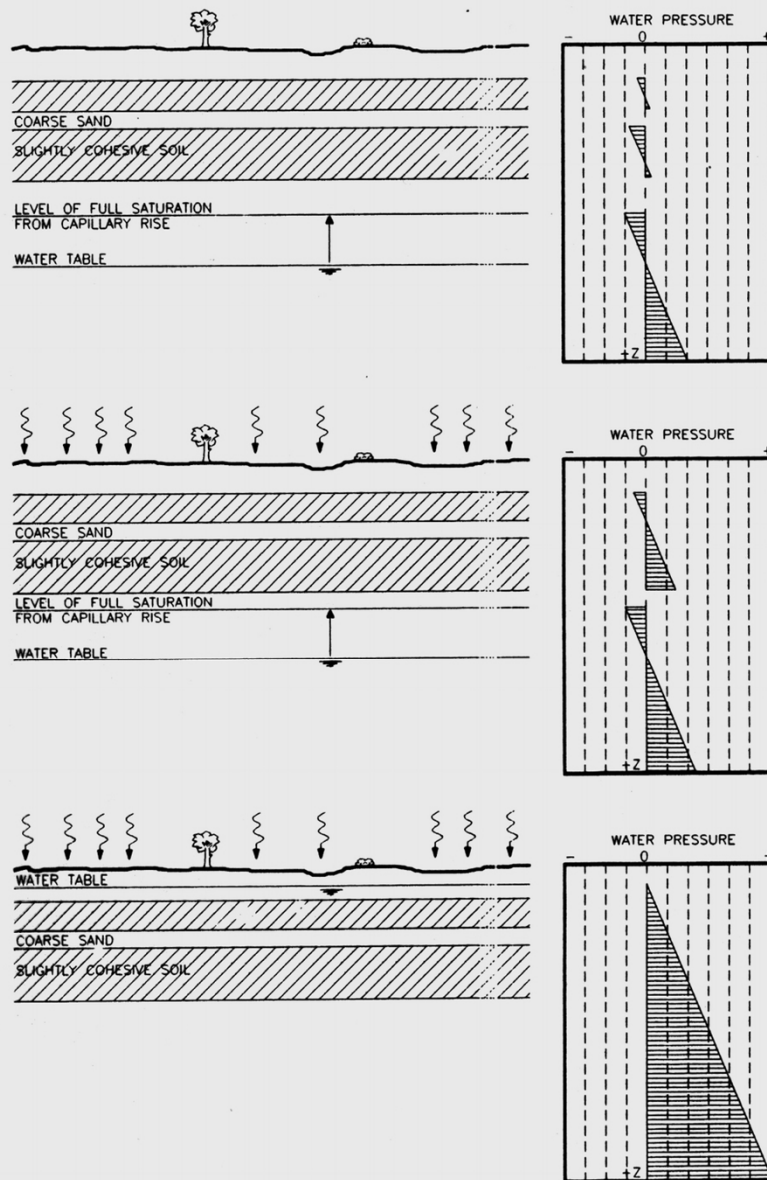 WATER PRESSURE
- 0 +
COARSE SAND
SLIGHTLY COHESIVE SOIL
LEVEL OF FULL SATURATION
FROM CAPILLARY RISE
WATER TABLE
+Z
WATER PRESSURE
- 0 +
COARSE SAND
SLIGHTLY COHESIVE SOIL
LEVEL OF FULL SATURATION
FROM CAPILLARY RISE
WATER TABLE
+Z
WATER PRESSURE
- 0 +
WATER TABLE
COARSE SAND
SLIGHTLY COHESIVE SOIL
+Z